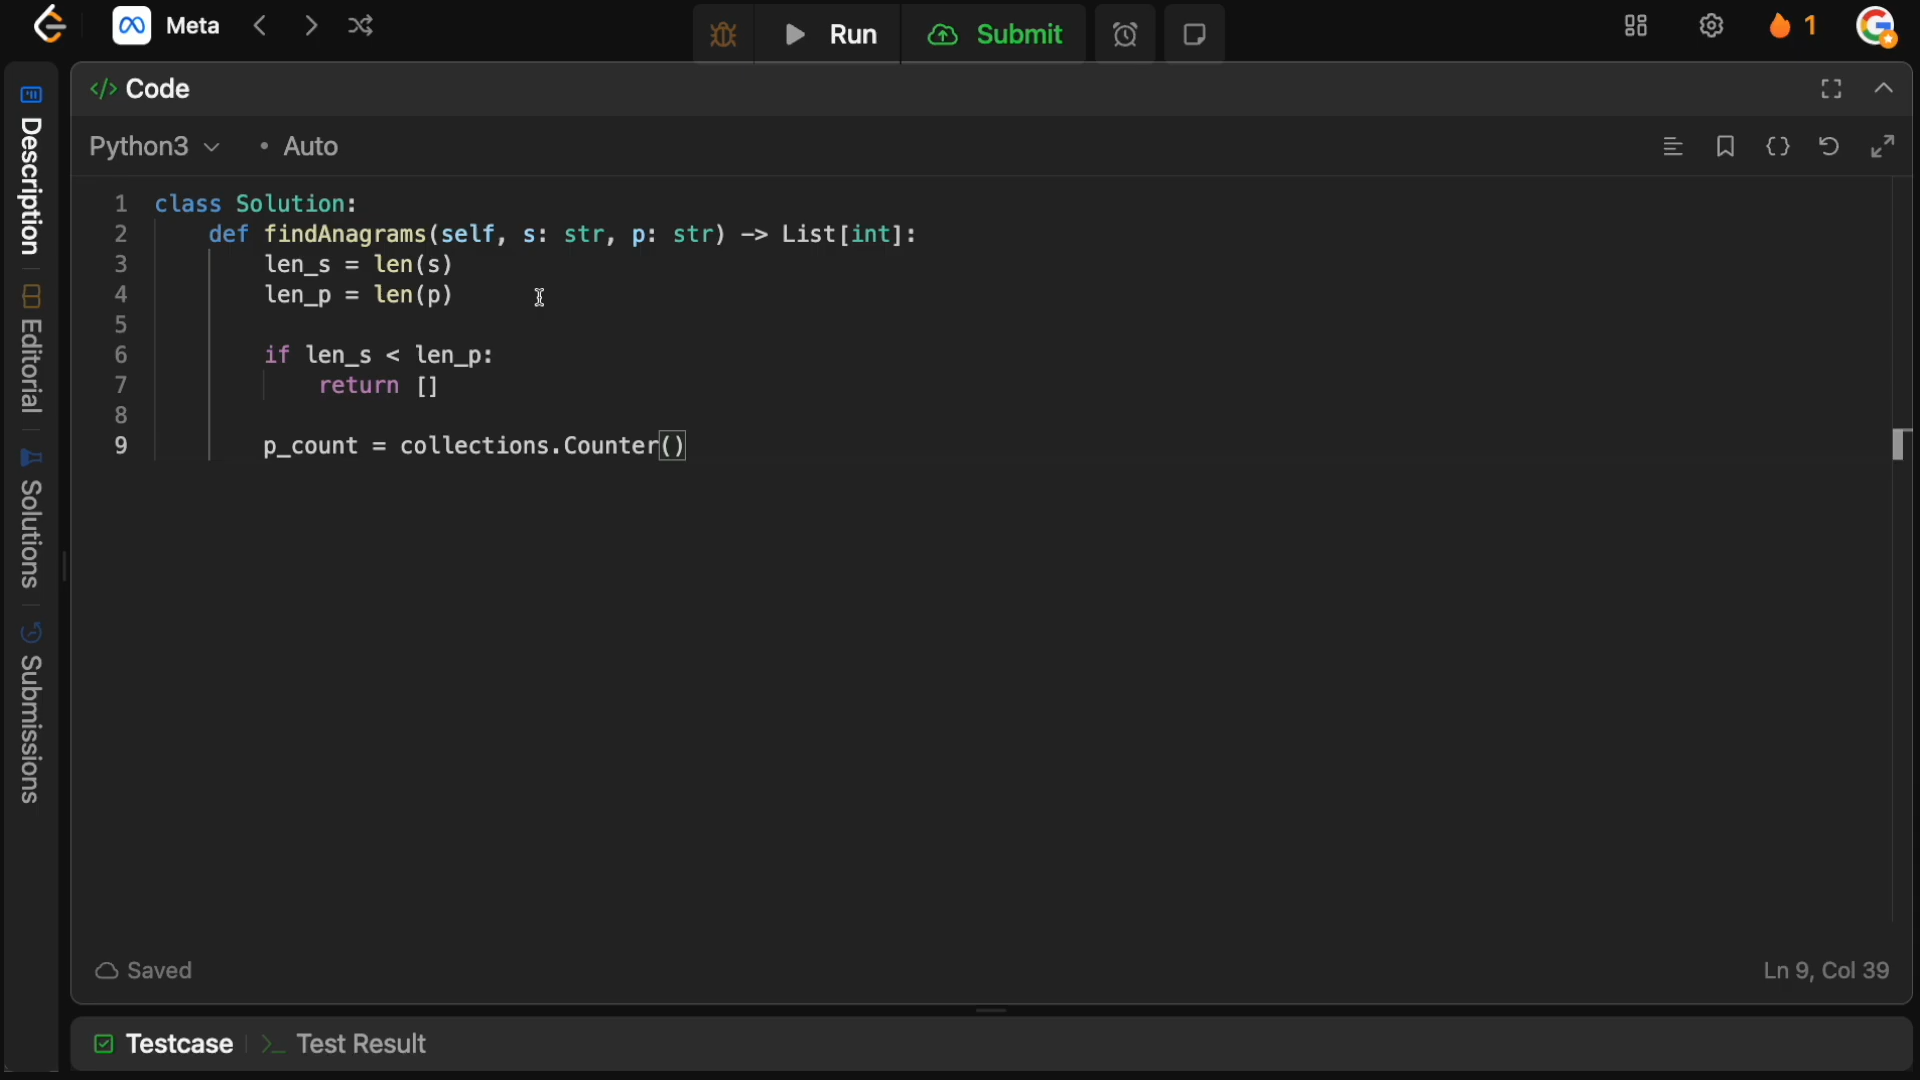 Meta
Run
Submit
1
</> Code
Python3
• Auto
Description
Editorial
Solutions
Submissions
1 class Solution:
2 def findAnagrams(self, s: str, p: str) -> List[int]:
3 len_s = len(s)
4 len_p = len(p)
5
6 if len_s < len_p:
7 return []
8
9 p_count = collections.Counter()
Saved
Ln 9, Col 39
Testcase
>_ Test Result